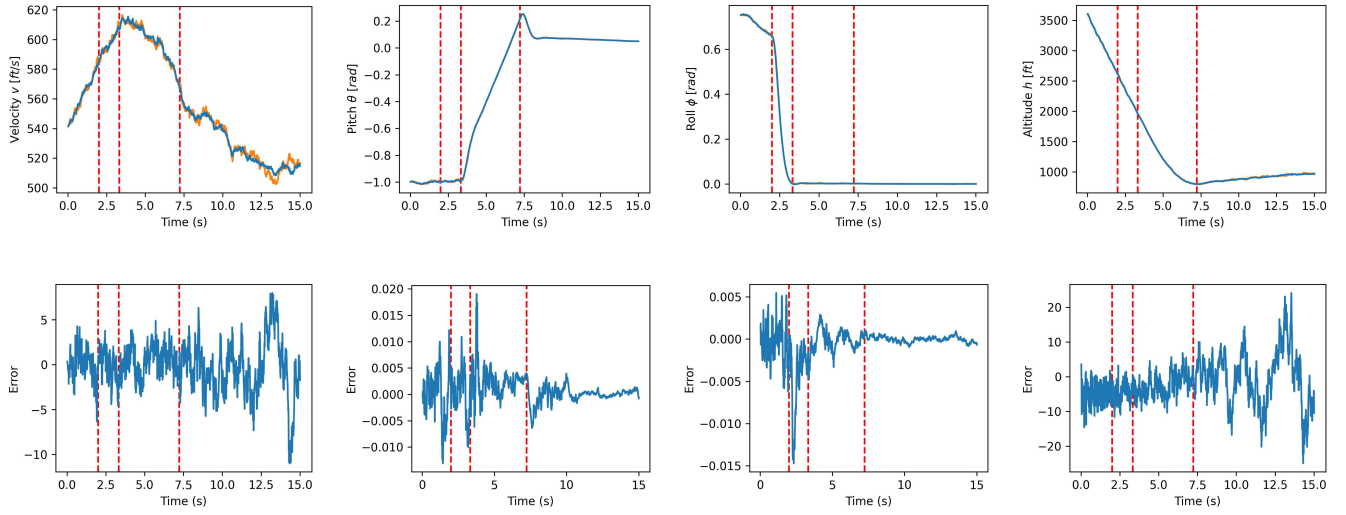 620
600
580
560
540
520
500
Velocity v [ft/s]
0.0 2.5 5.0 7.5 10.0 12.5 15.0
Time (s)
0.2
0.0
−0.2
−0.4
−0.6
−0.8
−1.0
Pitch θ [rad]
0.0 2.5 5.0 7.5 10.0 12.5 15.0
Time (s)
0.6
0.4
0.2
0.0
Roll ϕ [rad]
0.0 2.5 5.0 7.5 10.0 12.5 15.0
Time (s)
3500
3000
2500
2000
1500
1000
Altitude h [ft]
0.0 2.5 5.0 7.5 10.0 12.5 15.0
Time (s)
5
0
−5
−10
Error
0.0 2.5 5.0 7.5 10.0 12.5 15.0
Time (s)
0.020
0.015
0.010
0.005
0.000
−0.005
−0.010
Error
0 5 10 15
Time (s)
0.005
0.000
−0.005
−0.010
−0.015
Error
0 5 10 15
Time (s)
20
10
0
−10
−20
Error
0.0 2.5 5.0 7.5 10.0 12.5 15.0
Time (s)